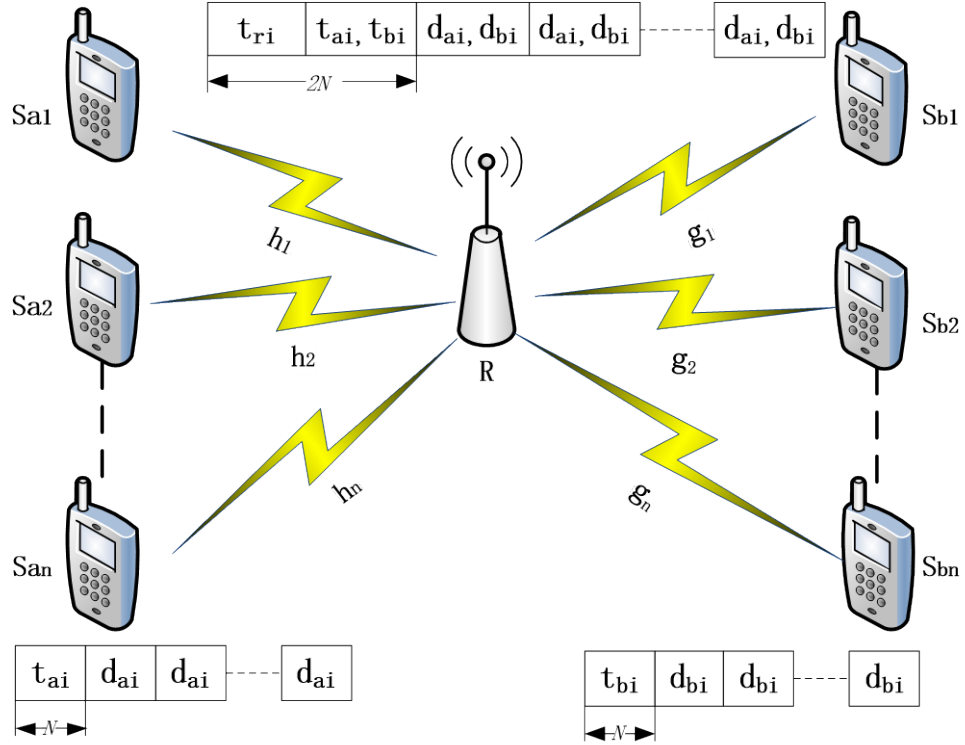 t_ri t_ai, t_bi d_ai, d_bi d_ai, d_bi d_ai, d_bi
2N
Sa1
Sb1
h1
g1
Sa2
Sb2
h2
R
g2
hn
gn
San
Sbn
t_ai d_ai d_ai d_ai
N
t_bi d_bi d_bi d_bi
N